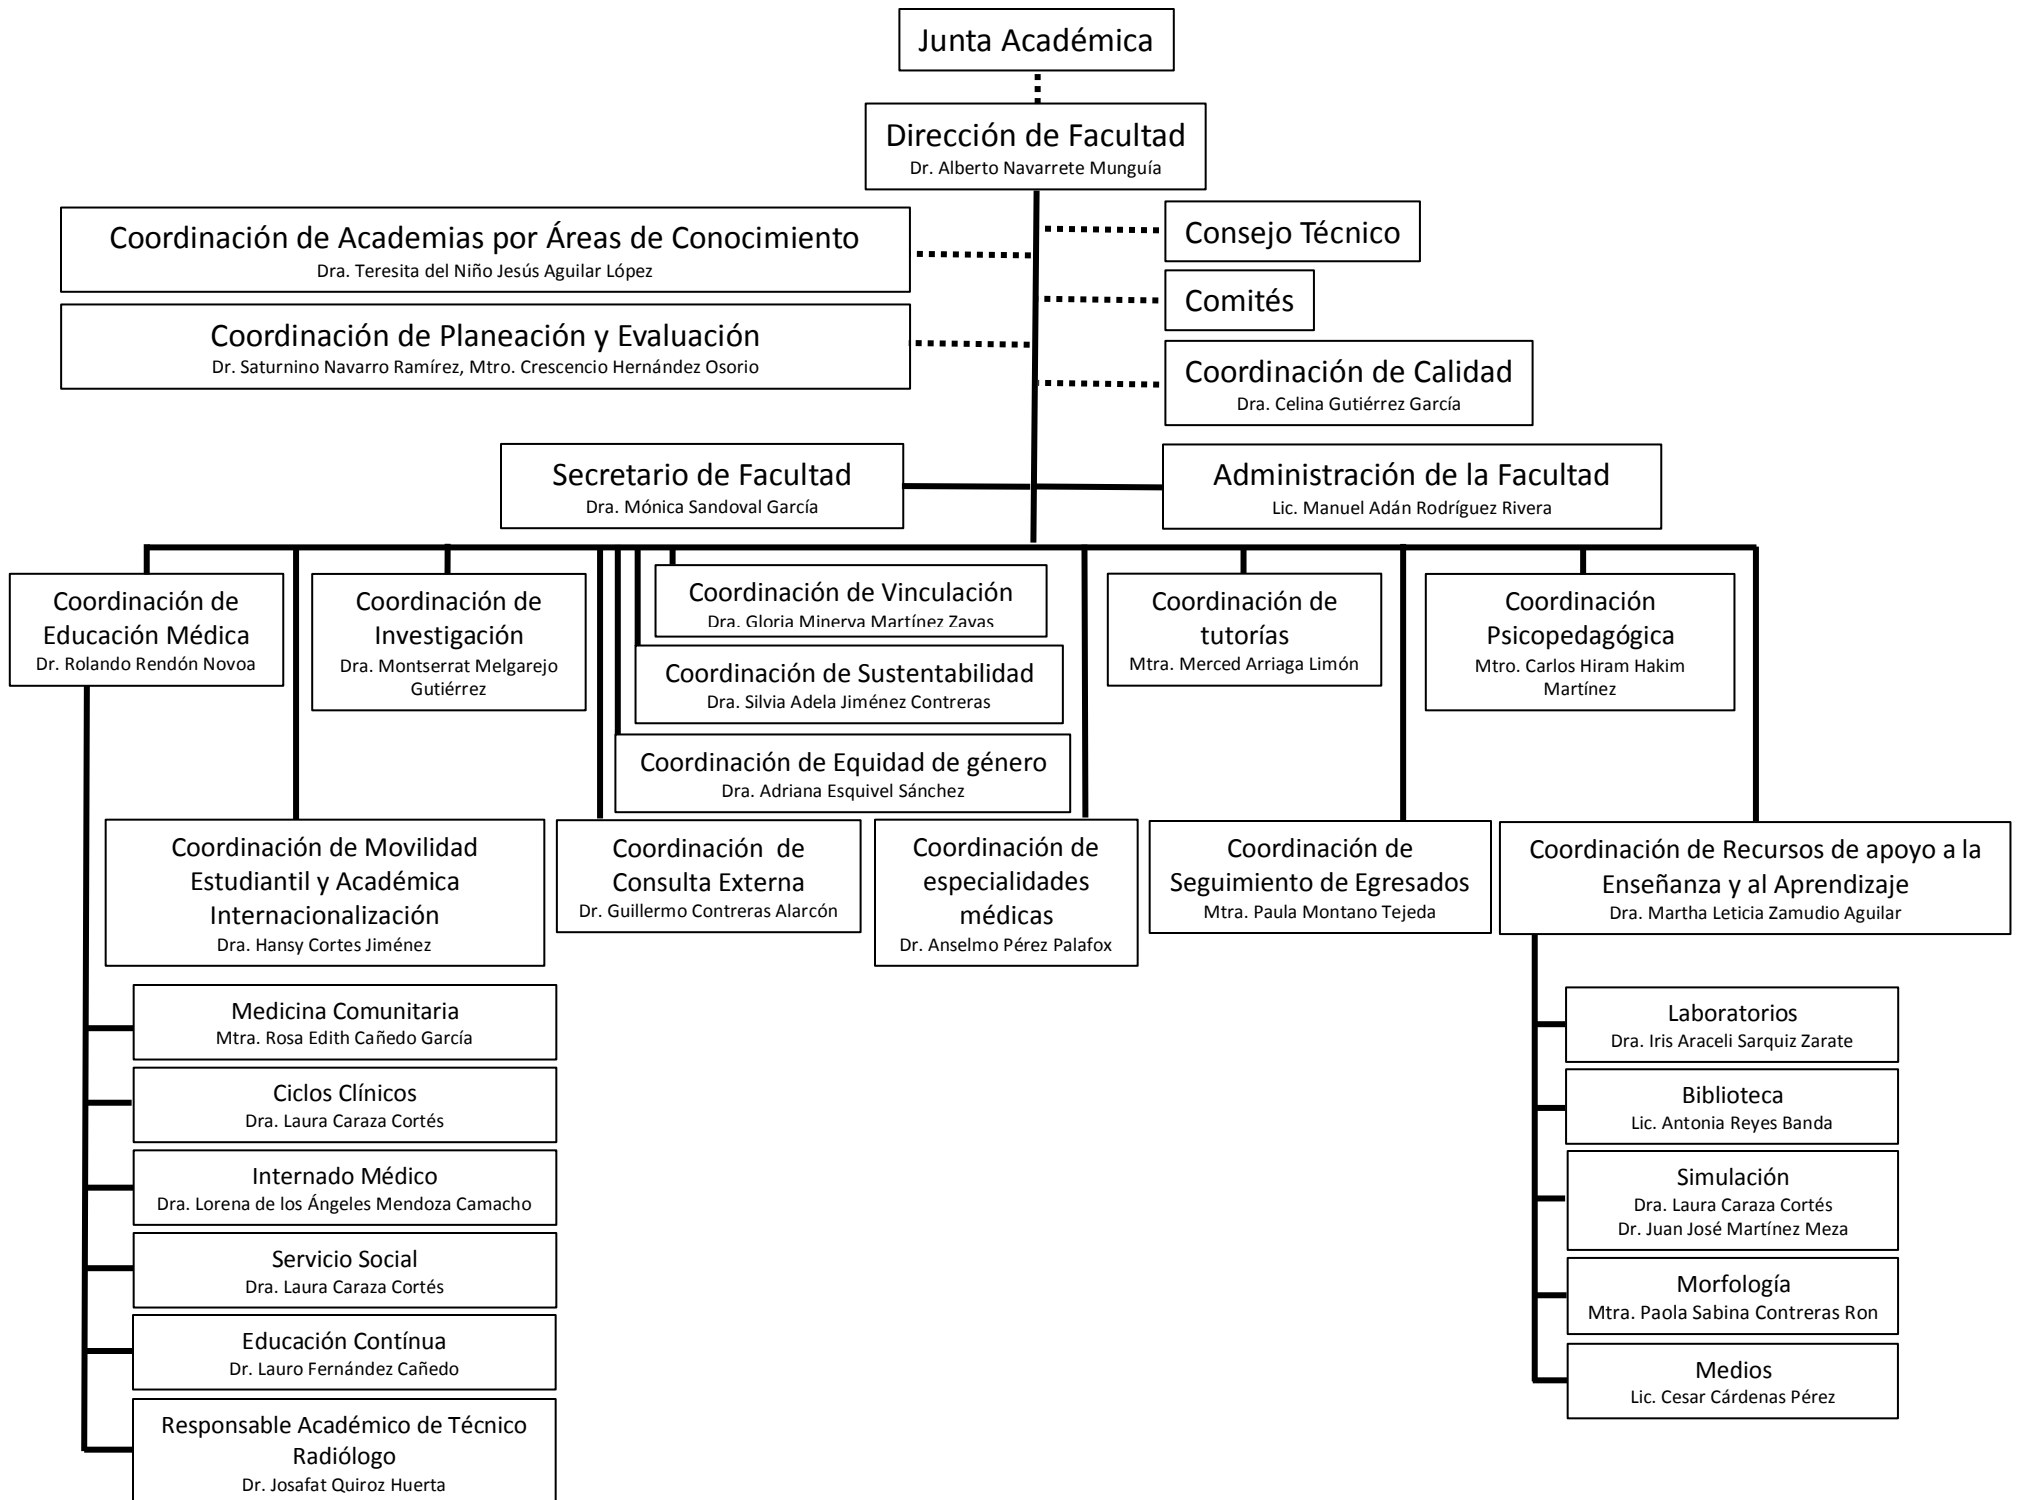 Junta Académica
Dirección de Facultad
Dr. Alberto Navarrete Munguía
Coordinación de Academias por Áreas de Conocimiento
Dra. Teresita del Niño Jesús Aguilar López
Consejo Técnico
Comités
Coordinación de Planeación y Evaluación
Dr. Saturnino Navarro Ramírez, Mtro. Crescencio Hernández Osorio
Coordinación de Calidad
Dra. Celina Gutiérrez García
Secretario de Facultad
Dra. Mónica Sandoval García
Administración de la Facultad
Lic. Manuel Adán Rodríguez Rivera
Coordinación de
Educación Médica
Dr. Rolando Rendón Novoa
Coordinación de
Investigación
Dra. Montserrat Melgarejo
Gutiérrez
Coordinación de Vinculación
Dra. Gloria Minerva Martínez Zayas
Coordinación de Sustentabilidad
Dra. Silvia Adela Jiménez Contreras
Coordinación de Equidad de género
Dra. Adriana Esquivel Sánchez
Coordinación de
tutorías
Mtra. Merced Arriaga Limón
Coordinación
Psicopedagógica
Mtro. Carlos Hiram Hakim
Martínez
Coordinación de Movilidad
Estudiantil y Académica
Internacionalización
Dra. Hansy Cortes Jiménez
Coordinación de
Consulta Externa
Dr. Guillermo Contreras Alarcón
Coordinación de
especialidades
médicas
Dr. Anselmo Pérez Palafox
Coordinación de
Seguimiento de Egresados
Mtra. Paula Montano Tejeda
Coordinación de Recursos de apoyo a la
Enseñanza y al Aprendizaje
Dra. Martha Leticia Zamudio Aguilar
Medicina Comunitaria
Mtra. Rosa Edith Cañedo García
Ciclos Clínicos
Dra. Laura Caraza Cortés
Internado Médico
Dra. Lorena de los Ángeles Mendoza Camacho
Servicio Social
Dra. Laura Caraza Cortés
Educación Contínua
Dr. Lauro Fernández Cañedo
Responsable Académico de Técnico
Radiólogo
Dr. Josafat Quiroz Huerta
Laboratorios
Dra. Iris Araceli Sarquiz Zarate
Biblioteca
Lic. Antonia Reyes Banda
Simulación
Dra. Laura Caraza Cortés
Dr. Juan José Martínez Meza
Morfología
Mtra. Paola Sabina Contreras Ron
Medios
Lic. Cesar Cárdenas Pérez